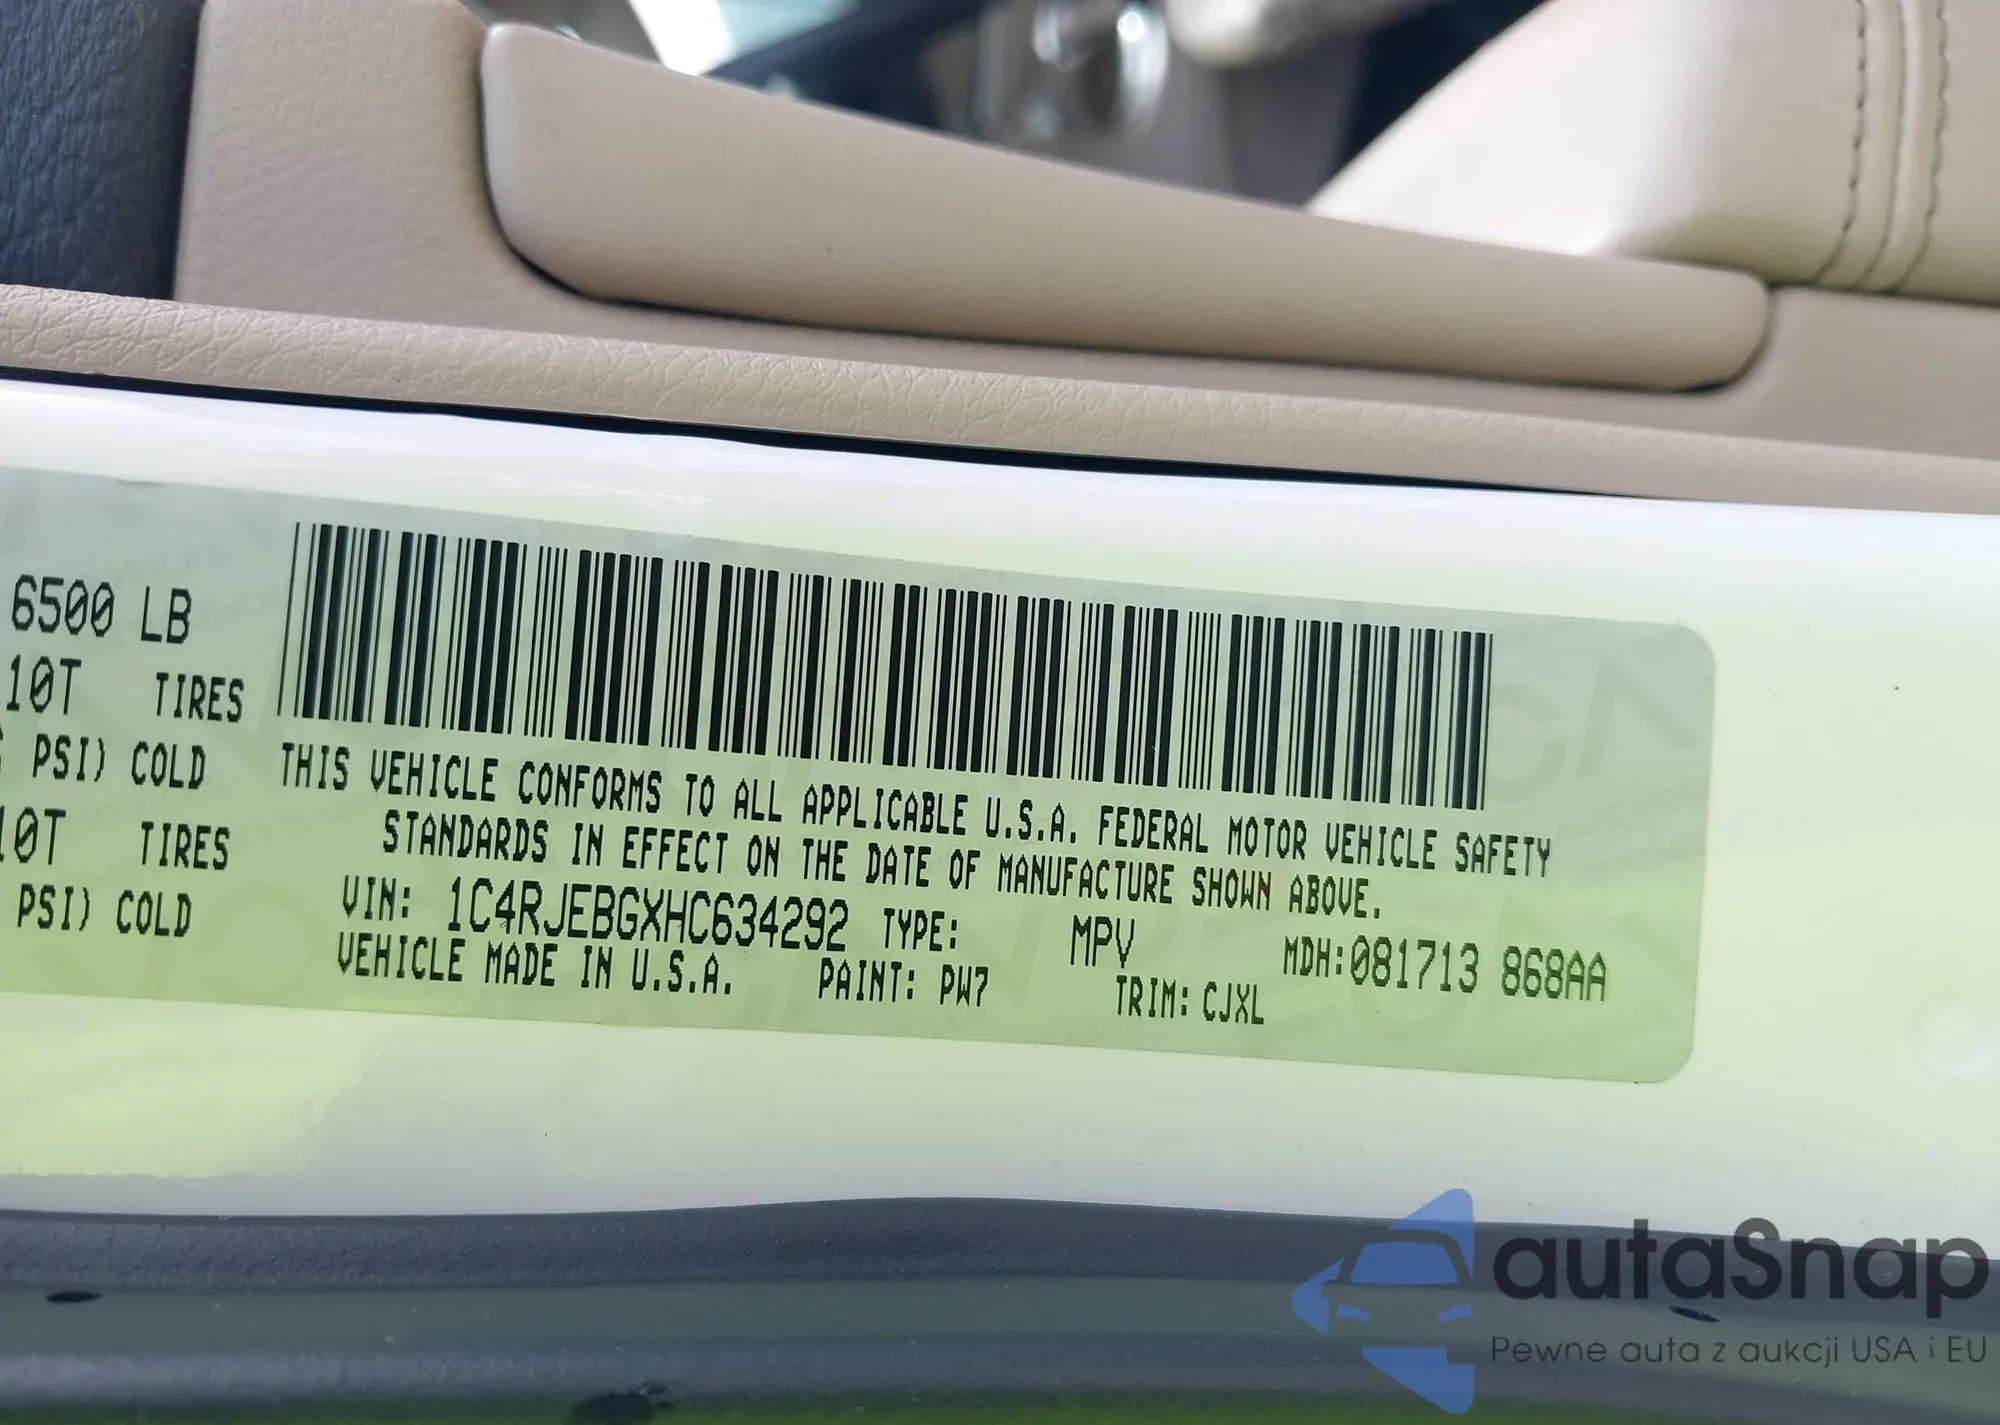 6500 LB
10T TIRES
PSI) COLD
10T TIRES
PSI) COLD
THIS VEHICLE CONFORMS TO ALL APPLICABLE U.S.A. FEDERAL MOTOR VEHICLE SAFETY
STANDARDS IN EFFECT ON THE DATE OF MANUFACTURE SHOWN ABOVE.
VIN: 1C4RJEBGXHC634292 TYPE: MPV MDH:081713 868AA
VEHICLE MADE IN U.S.A. PAINT: PW7 TRIM: CJXL
autaSnap
Pewne auta z aukcji USA i EU